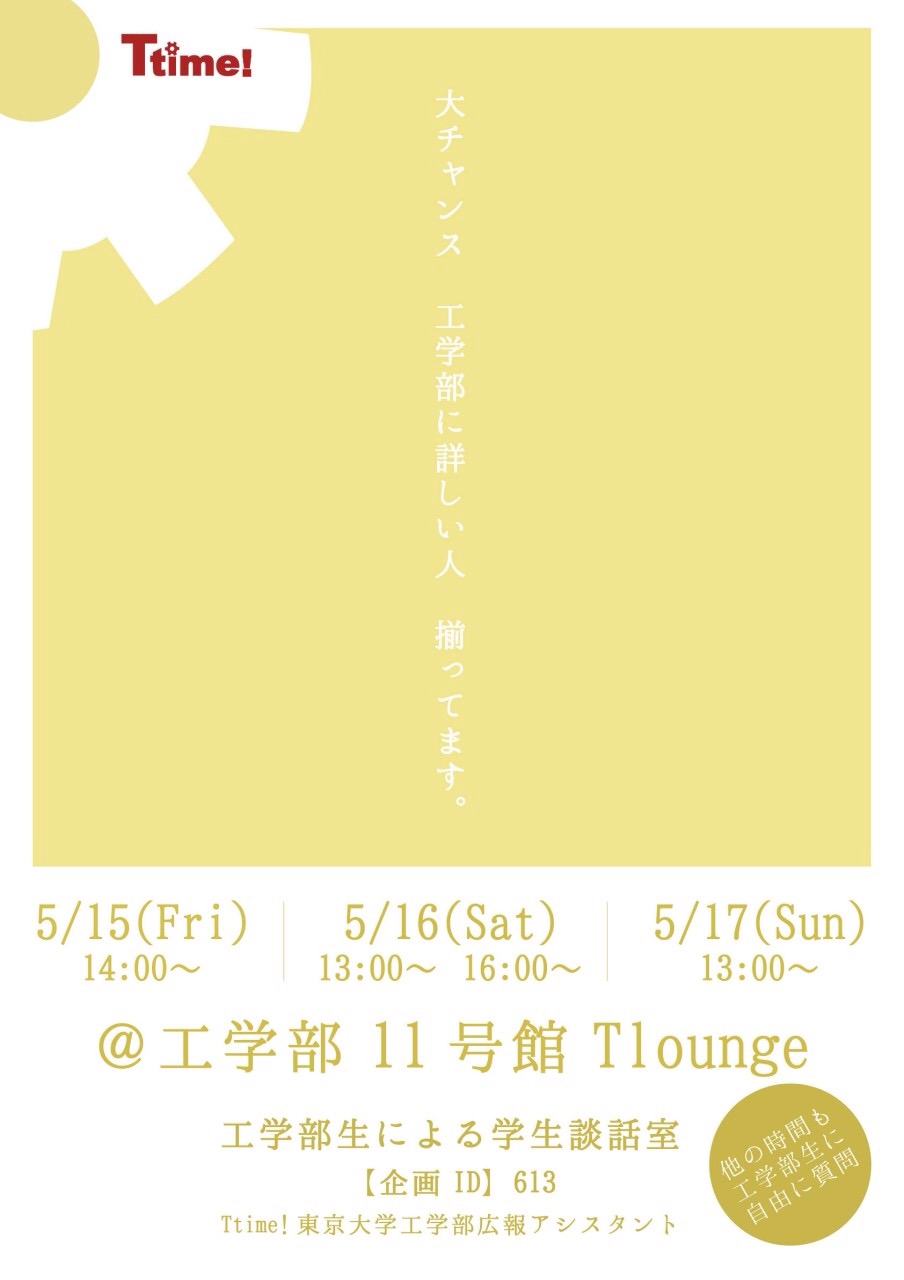 Ttime!
大チャンス　工学部に詳しい人　揃ってます。
5/15(Fri)
14:00～
5/16(Sat)
13:00～ 16:00～
5/17(Sun)
13:00～
@工学部 11 号館 Tlounge
工学部生による学生談話室
【企画 ID】613
Ttime! 東京大学工学部広報アシスタント
他の時間も
工学部生に
自由に質問